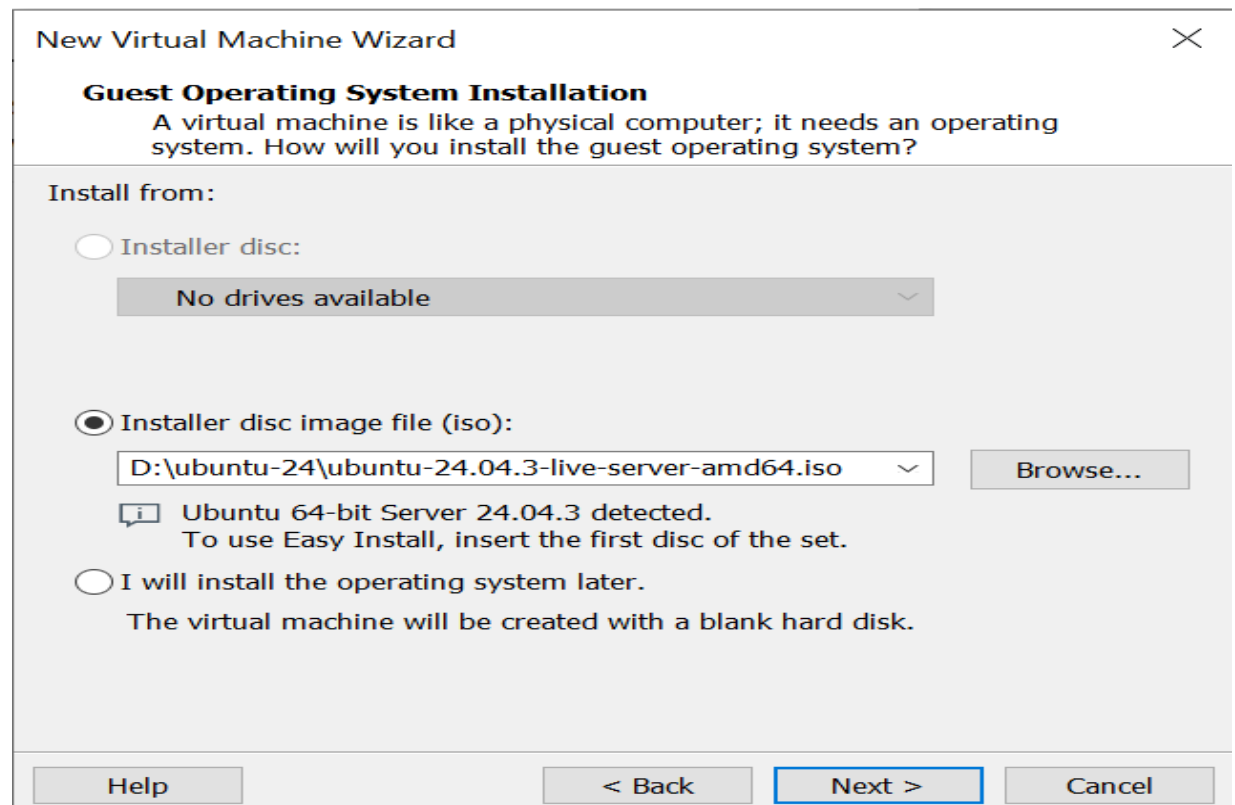 New Virtual Machine Wizard
Guest Operating System Installation
A virtual machine is like a physical computer; it needs an operating
system. How will you install the guest operating system?
Install from:
Installer disc:
No drives available
Installer disc image file (iso):
D:\ubuntu-24\ubuntu-24.04.3-live-server-amd64.iso
Browse...
Ubuntu 64-bit Server 24.04.3 detected.
To use Easy Install, insert the first disc of the set.
I will install the operating system later.
The virtual machine will be created with a blank hard disk.
Help
< Back
Next >
Cancel